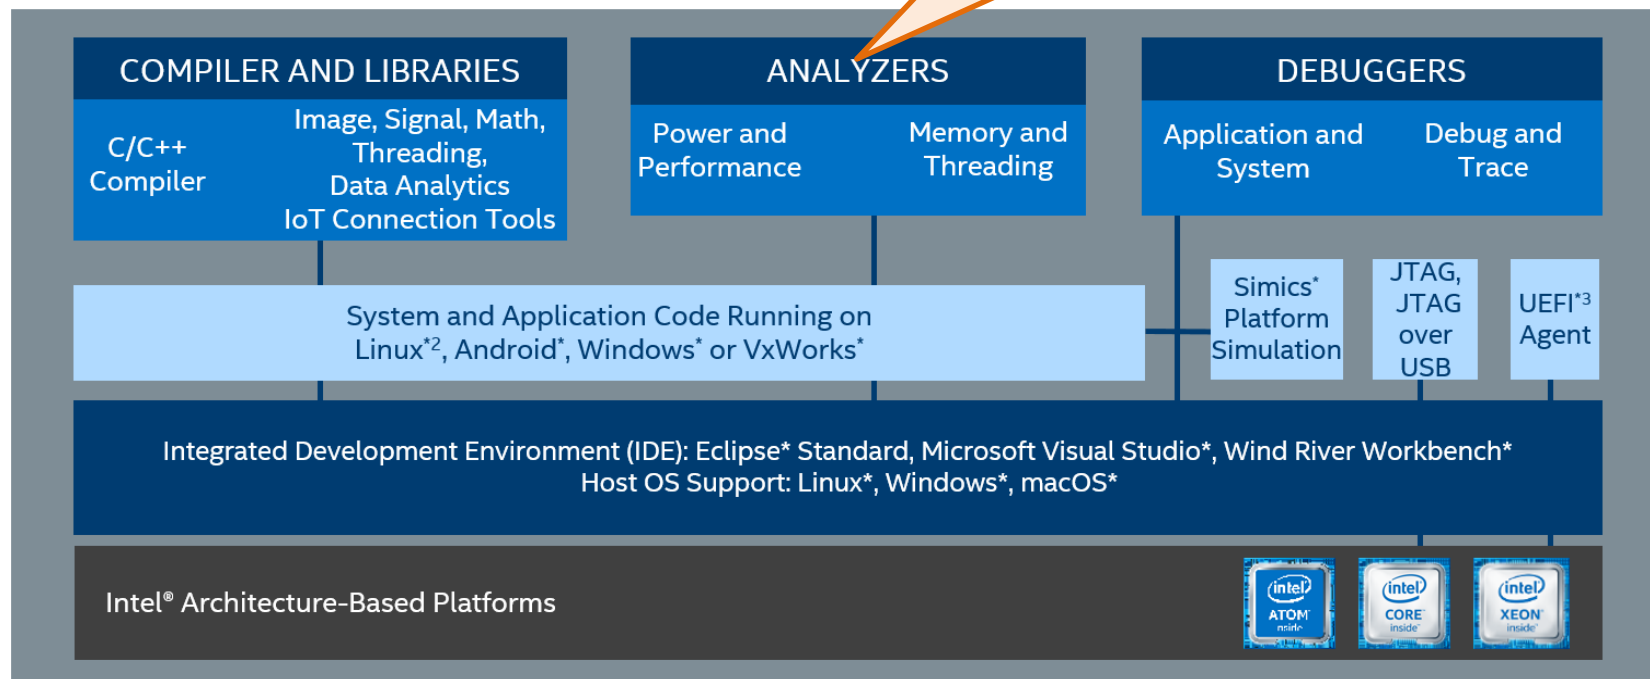 COMPILER AND LIBRARIES
C/C++
Compiler
Image, Signal, Math,
Threading,
Data Analytics
IoT Connection Tools
ANALYZERS
Power and
Performance
Memory and
Threading
DEBUGGERS
Application and
System
Debug and
Trace
System and Application Code Running on
Linux*2, Android*, Windows* or VxWorks*
Simics*
Platform
Simulation
JTAG,
JTAG
over
USB
UEFI*3
Agent
Integrated Development Environment (IDE): Eclipse* Standard, Microsoft Visual Studio*, Wind River Workbench*
Host OS Support: Linux*, Windows*, macOS*
Intel® Architecture-Based Platforms
intel
ATOM
inside
intel
CORE
inside
intel
XEON
inside